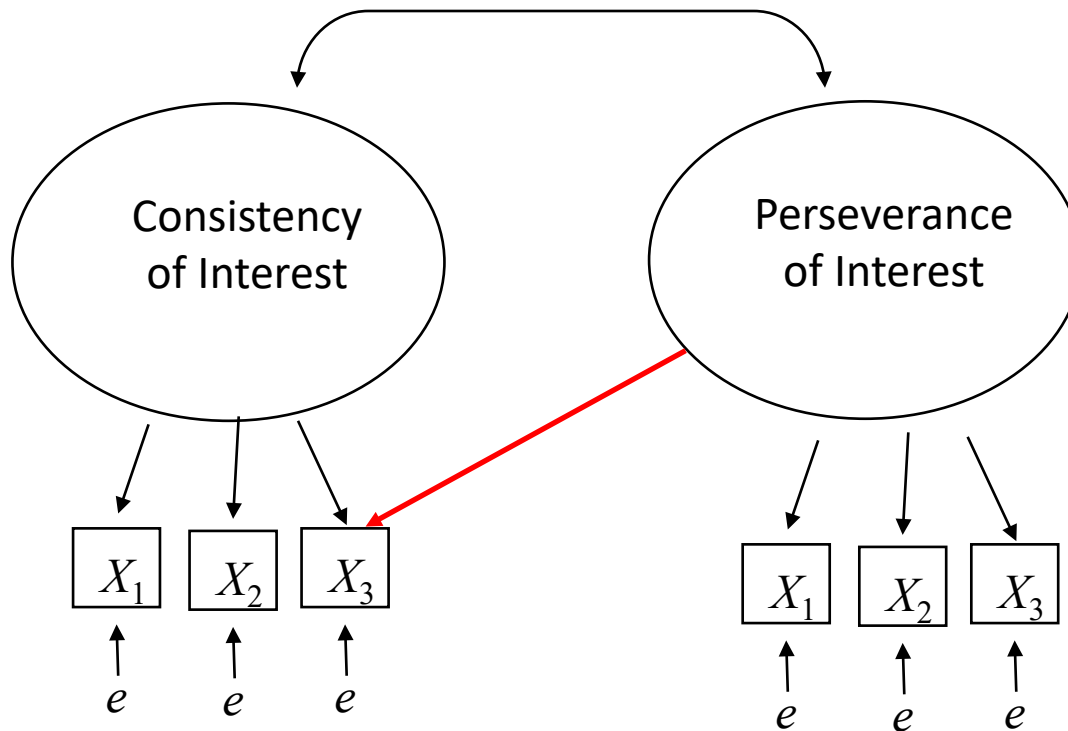 Consistency
of Interest
Perseverance
of Interest
X₁ X₂ X₃
e e e
X₁ X₂ X₃
e e e